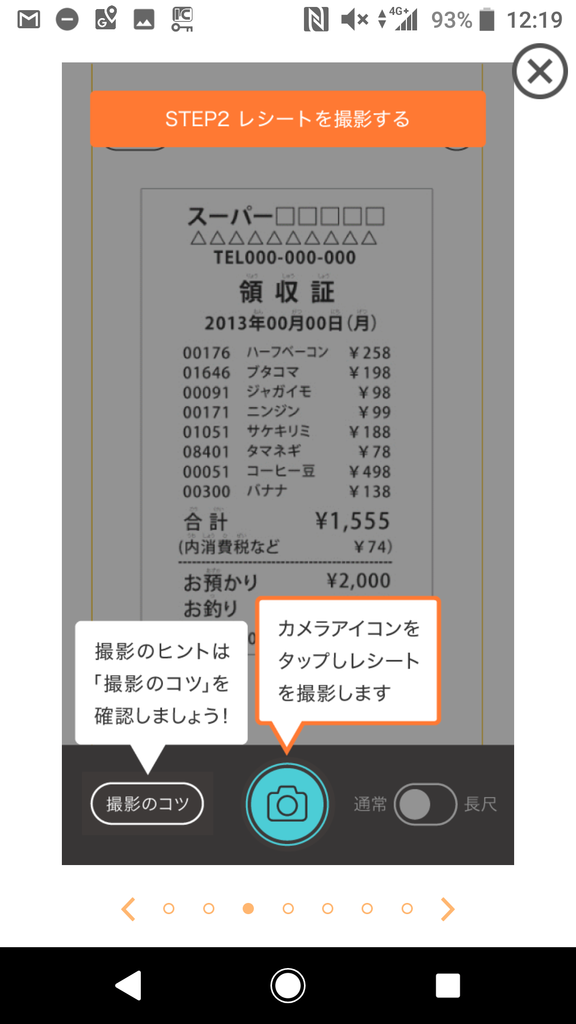 4G+ 93% 12:19
STEP2 レシートを撮影する
スーパー□□□□□
△△△△△△△△△△
TEL000-000-000
領収証
2013年00月00日(月)
00176 ハーフベーコン ¥258
01646 ブタコマ ¥198
00091 ジャガイモ ¥98
00171 ニンジン ¥99
01051 サケキリミ ¥188
08401 タマネギ ¥78
00051 コーヒー豆 ¥498
00300 バナナ ¥138
合計 ¥1,555
(内消費税など ¥74)
お預かり ¥2,000
お釣り
撮影のヒントは
「撮影のコツ」を
確認しましょう!
カメラアイコンを
タップしレシート
を撮影します
撮影のコツ
通常 長尺